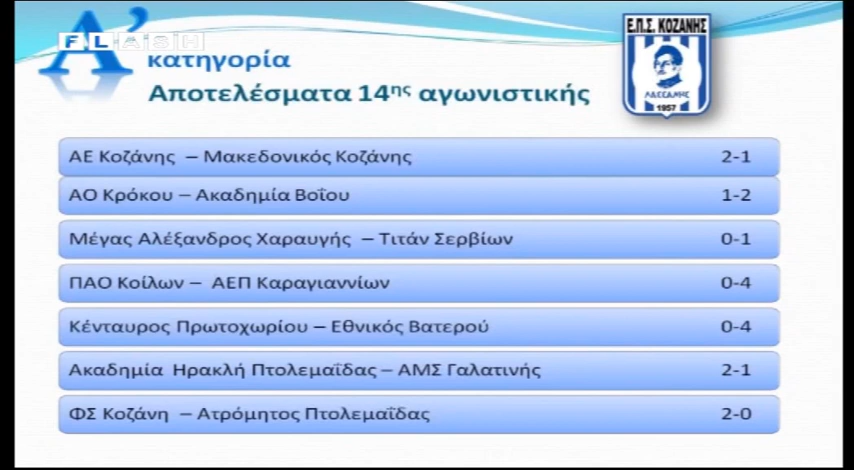 FLASH
Α' κατηγορία
Αποτελέσματα 14ης αγωνιστικής
Ε.Π.Σ. ΚΟΖΑΝΗΣ
ΛΑΣΣΑΝΗΣ
1957
ΑΕ Κοζάνης – Μακεδονικός Κοζάνης 2-1
ΑΟ Κρόκου – Ακαδημία Βοΐου 1-2
Μέγας Αλέξανδρος Χαραυγής – Τιτάν Σερβίων 0-1
ΠΑΟ Κοίλων – ΑΕΠ Καραγιαννίων 0-4
Κένταυρος Πρωτοχωρίου – Εθνικός Βατερού 0-4
Ακαδημία Ηρακλή Πτολεμαΐδας – ΑΜΣ Γαλατινής 2-1
ΦΣ Κοζάνη – Ατρόμητος Πτολεμαΐδας 2-0